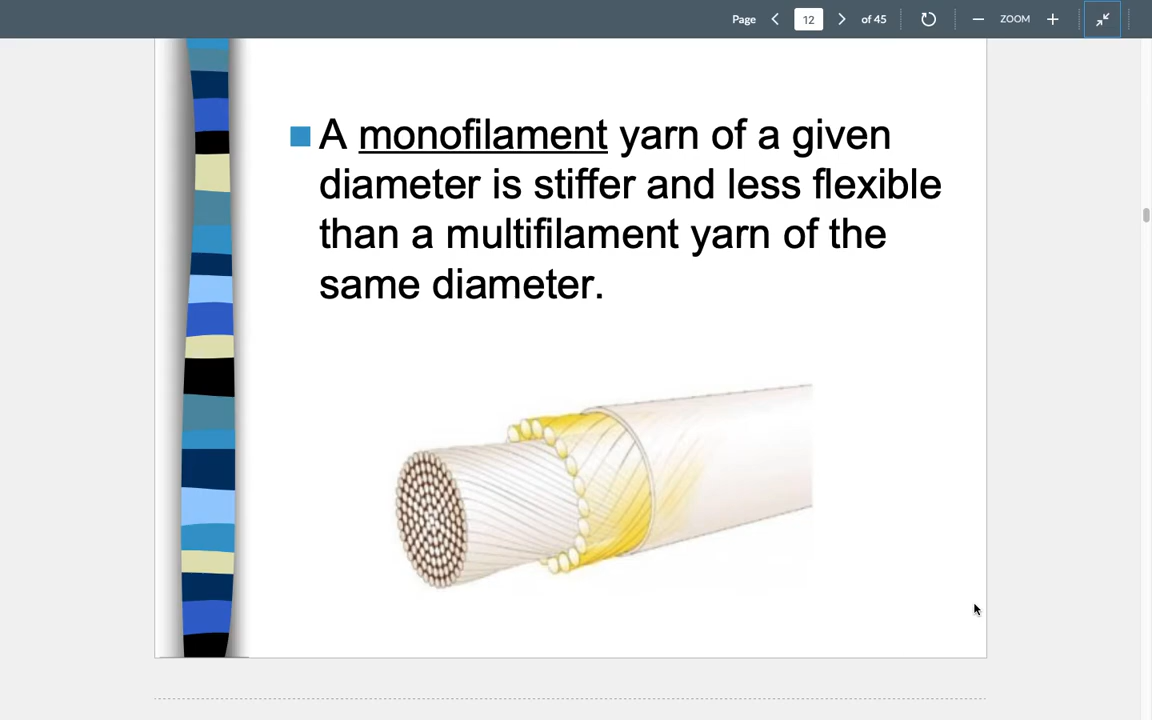 Page 12 of 45 ZOOM
A monofilament yarn of a given
diameter is stiffer and less flexible
than a multifilament yarn of the
same diameter.